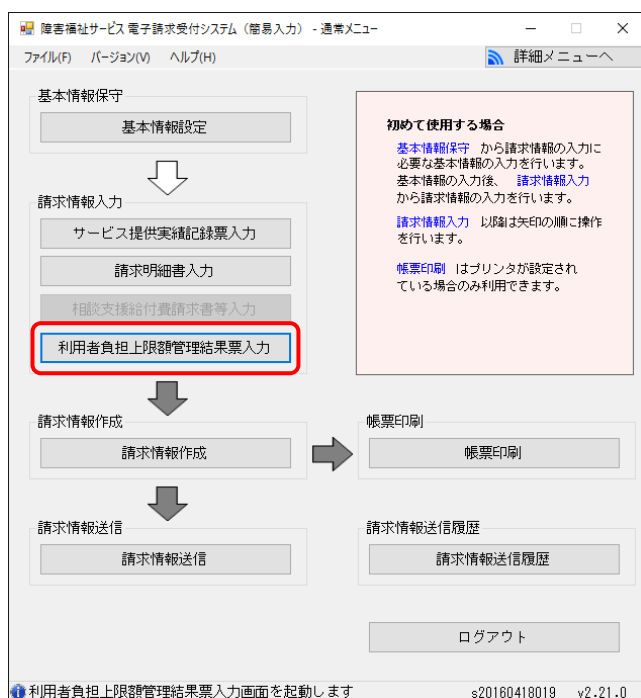 障害福祉サービス 電子請求受付システム（簡易入力） - 通常メニュー
ファイル(F) バージョン(V) ヘルプ(H)
詳細メニューへ
基本情報保守
基本情報設定
請求情報入力
サービス提供実績記録票入力
請求明細書入力
相談支援給付費請求書等入力
利用者負担上限額管理結果票入力
初めて使用する場合
基本情報保守 から請求情報の入力に
必要な基本情報の入力を行います。
基本情報の入力後、 請求情報入力
から請求情報の入力を行います。
請求情報入力 以降は矢印の順に操作
を行います。
帳票印刷 はプリンタが設定され
ている場合のみ利用できます。
請求情報作成
請求情報作成
帳票印刷
帳票印刷
請求情報送信
請求情報送信
請求情報送信履歴
請求情報送信履歴
ログアウト
利用者負担上限額管理結果票入力画面を起動します
s20160418019 v2.21.0